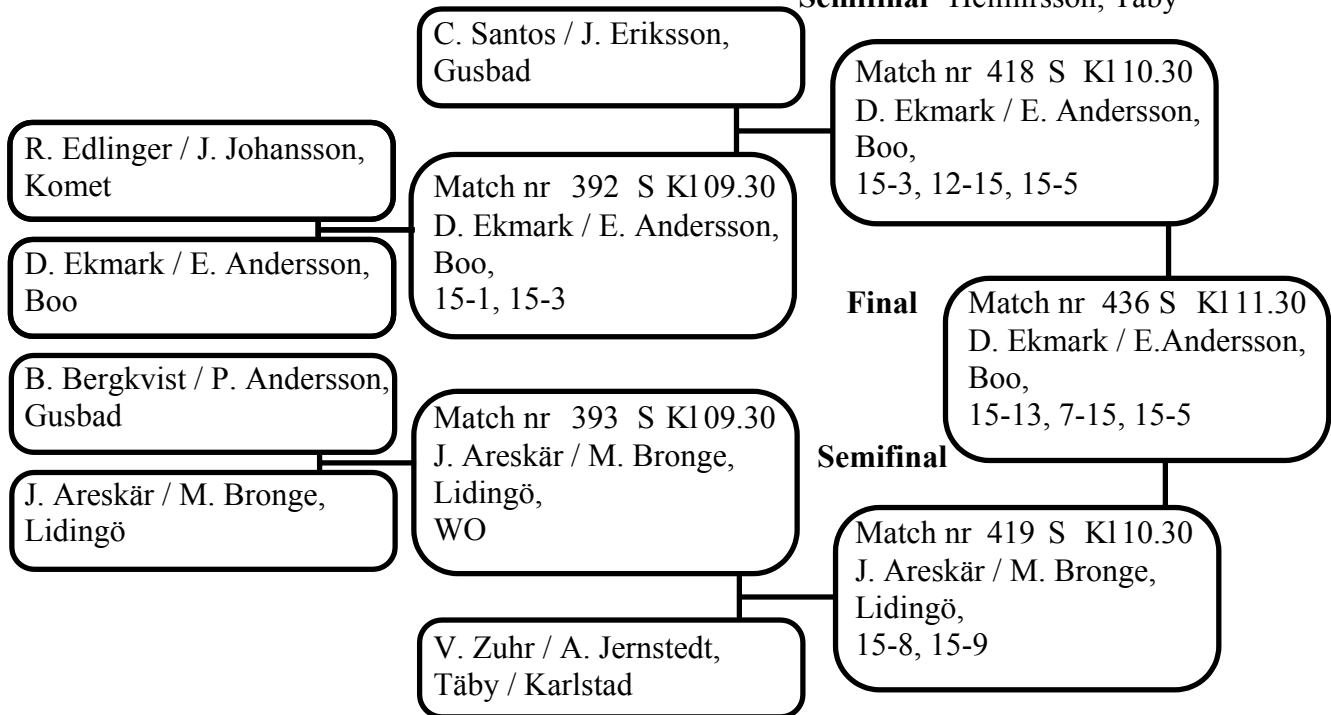 Semifinal Täby
C. Santos / J. Eriksson,
Gusbad
Match nr 418 S Kl 10.30
D. Ekmark / E. Andersson,
Boo,
15-3, 12-15, 15-5
R. Edlinger / J. Johansson,
Komet
Match nr 392 S Kl 09.30
D. Ekmark / E. Andersson,
Boo,
15-1, 15-3
D. Ekmark / E. Andersson,
Boo
Final
Match nr 436 S Kl 11.30
D. Ekmark / E.Andersson,
Boo,
15-13, 7-15, 15-5
B. Bergkvist / P. Andersson,
Gusbad
Match nr 393 S Kl 09.30
J. Areskär / M. Bronge,
Lidingö,
WO
Semifinal
J. Areskär / M. Bronge,
Lidingö
Match nr 419 S Kl 10.30
J. Areskär / M. Bronge,
Lidingö,
15-8, 15-9
V. Zuhr / A. Jernstedt,
Täby / Karlstad